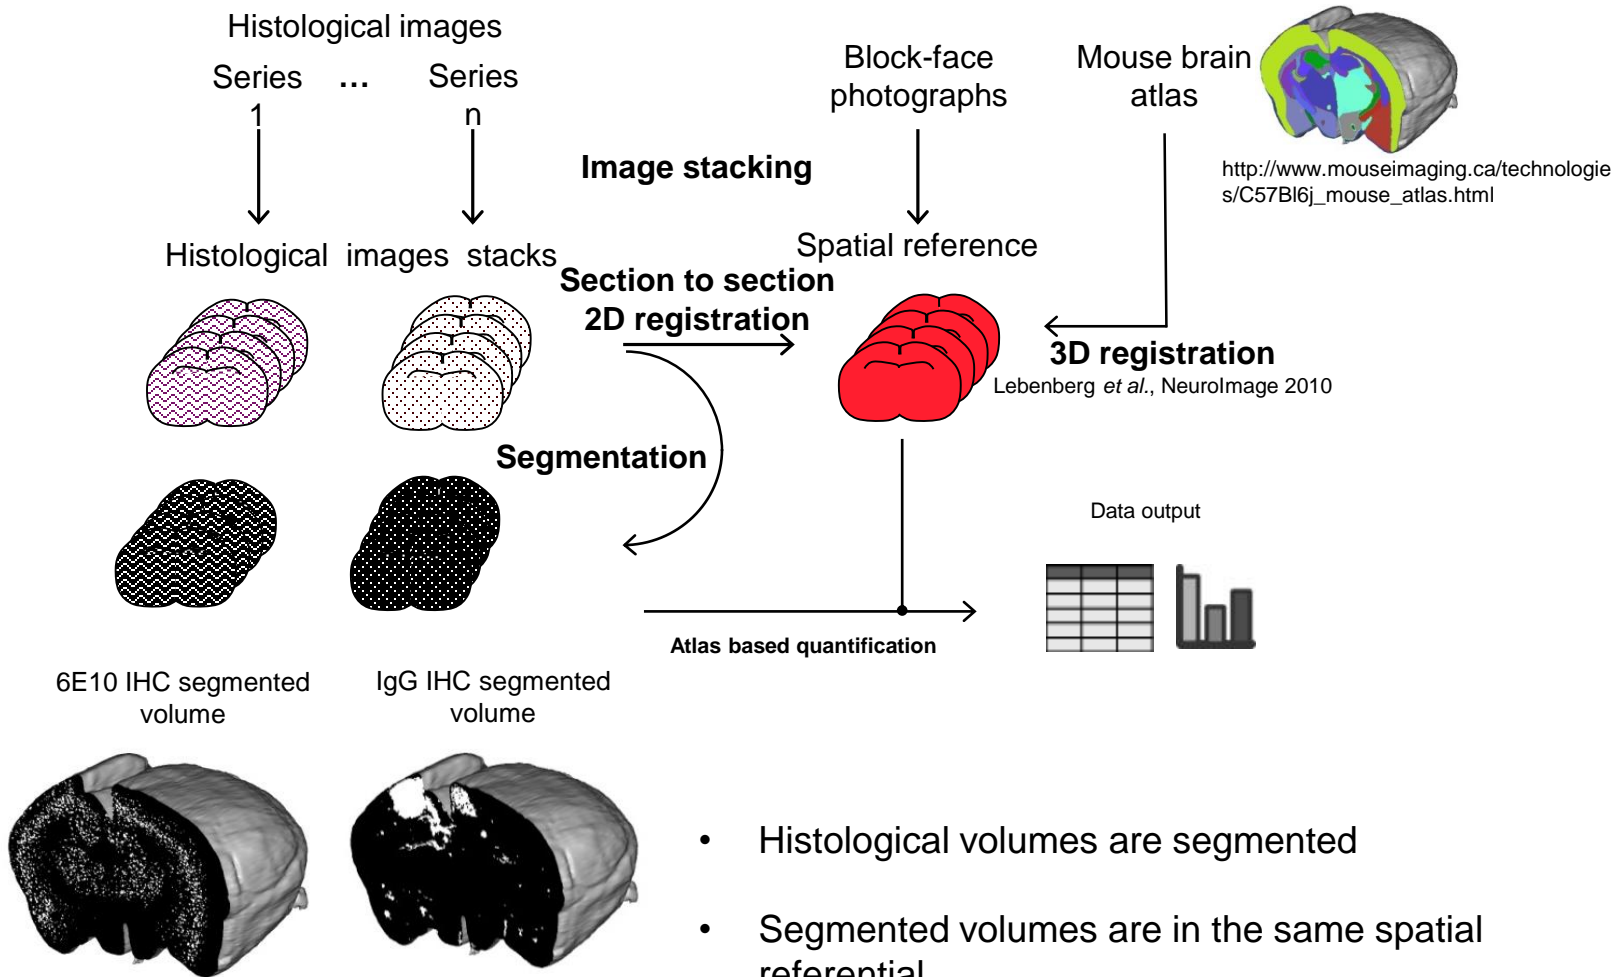 Histological images
Series ... Series
1 n
Block-face
photographs
Mouse brain
atlas
http://www.mouseimaging.ca/technologie
s/C57Bl6j_mouse_atlas.html
Image stacking
Histological images stacks
Spatial reference
Section to section
2D registration
3D registration
Lebenberg et al., NeuroImage 2010
Segmentation
Data output
Atlas based quantification
6E10 IHC segmented
volume
IgG IHC segmented
volume
• Histological volumes are segmented
• Segmented volumes are in the same spatial
referential